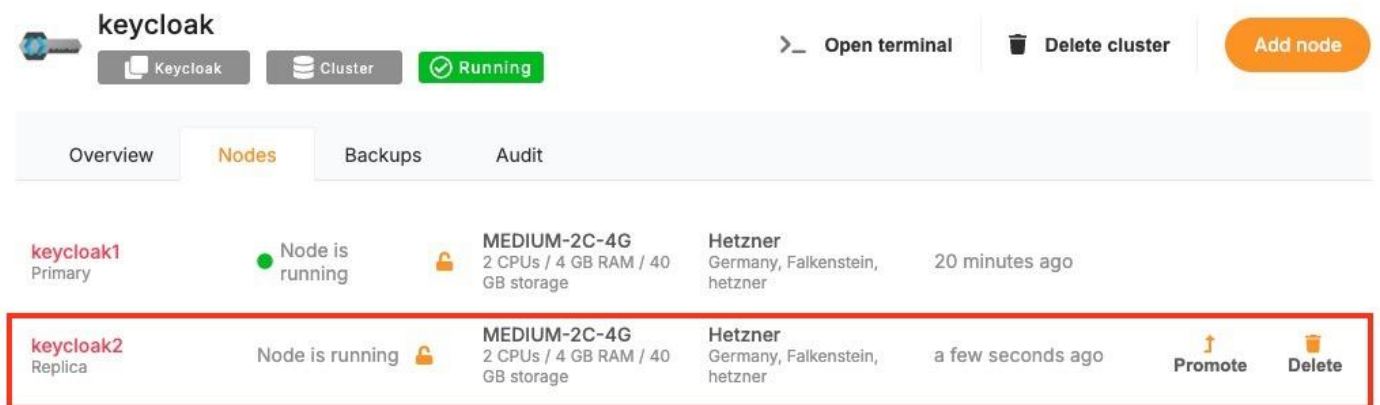 keycloak
Keycloak
Cluster
Running
>_ Open terminal
Delete cluster
Add node
Overview
Nodes
Backups
Audit
keycloak1
Primary
Node is
running
MEDIUM-2C-4G
2 CPUs / 4 GB RAM / 40
GB storage
Hetzner
Germany, Falkenstein,
hetzner
20 minutes ago
keycloak2
Replica
Node is running
MEDIUM-2C-4G
2 CPUs / 4 GB RAM / 40
GB storage
Hetzner
Germany, Falkenstein,
hetzner
a few seconds ago
Promote
Delete